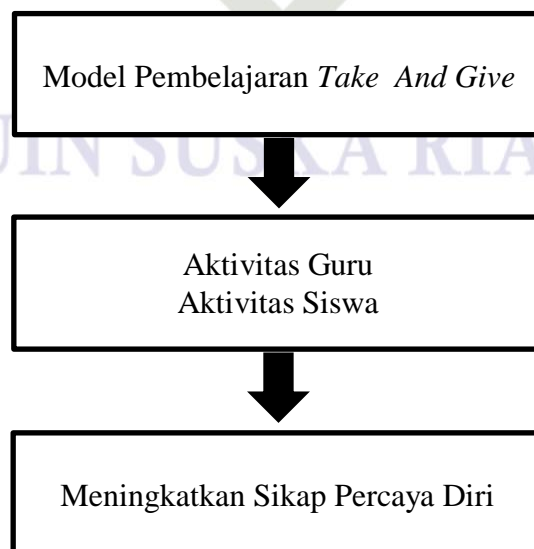 Model Pembelajaran Take And Give
UIN SUSKA RIA
Aktivitas Guru
Aktivitas Siswa
Meningkatkan Sikap Percaya Diri